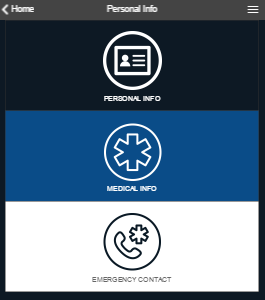 Home
Personal Info
PERSONAL INFO
MEDICAL INFO
EMERGENCY CONTACT